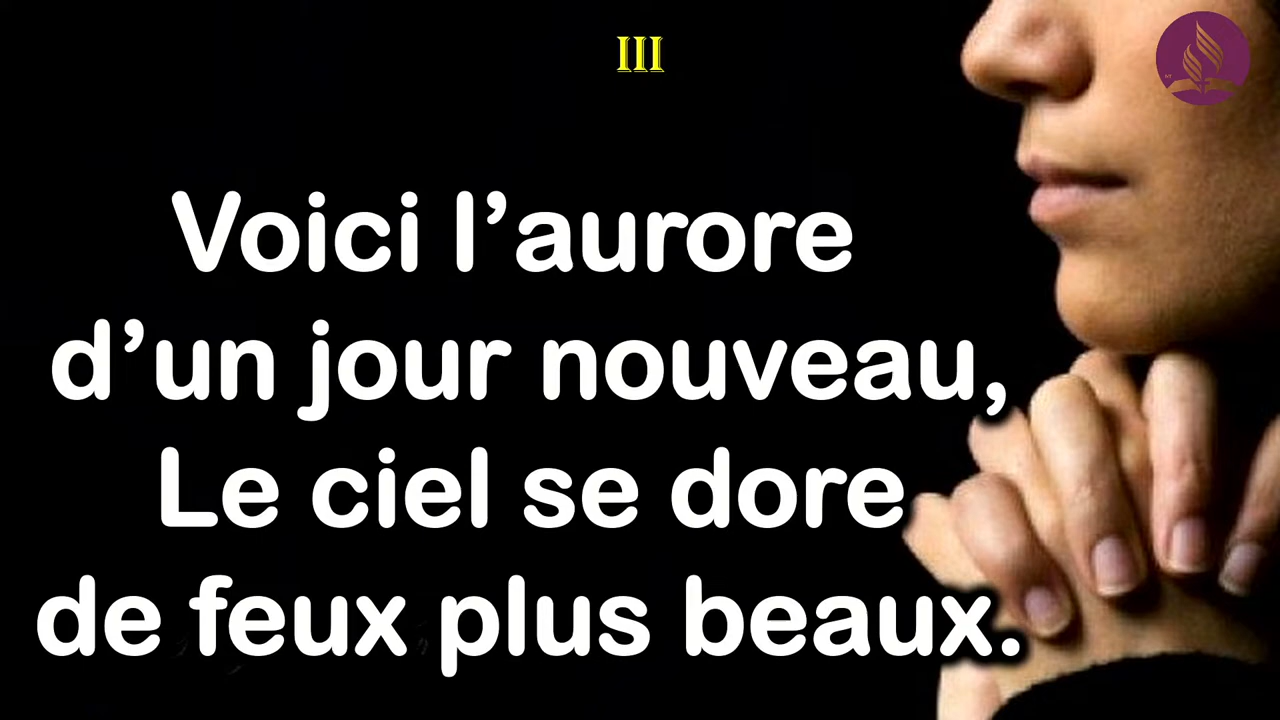 III
Voici l’aurore
d’un jour nouveau,
Le ciel se dore
de feux plus beaux.